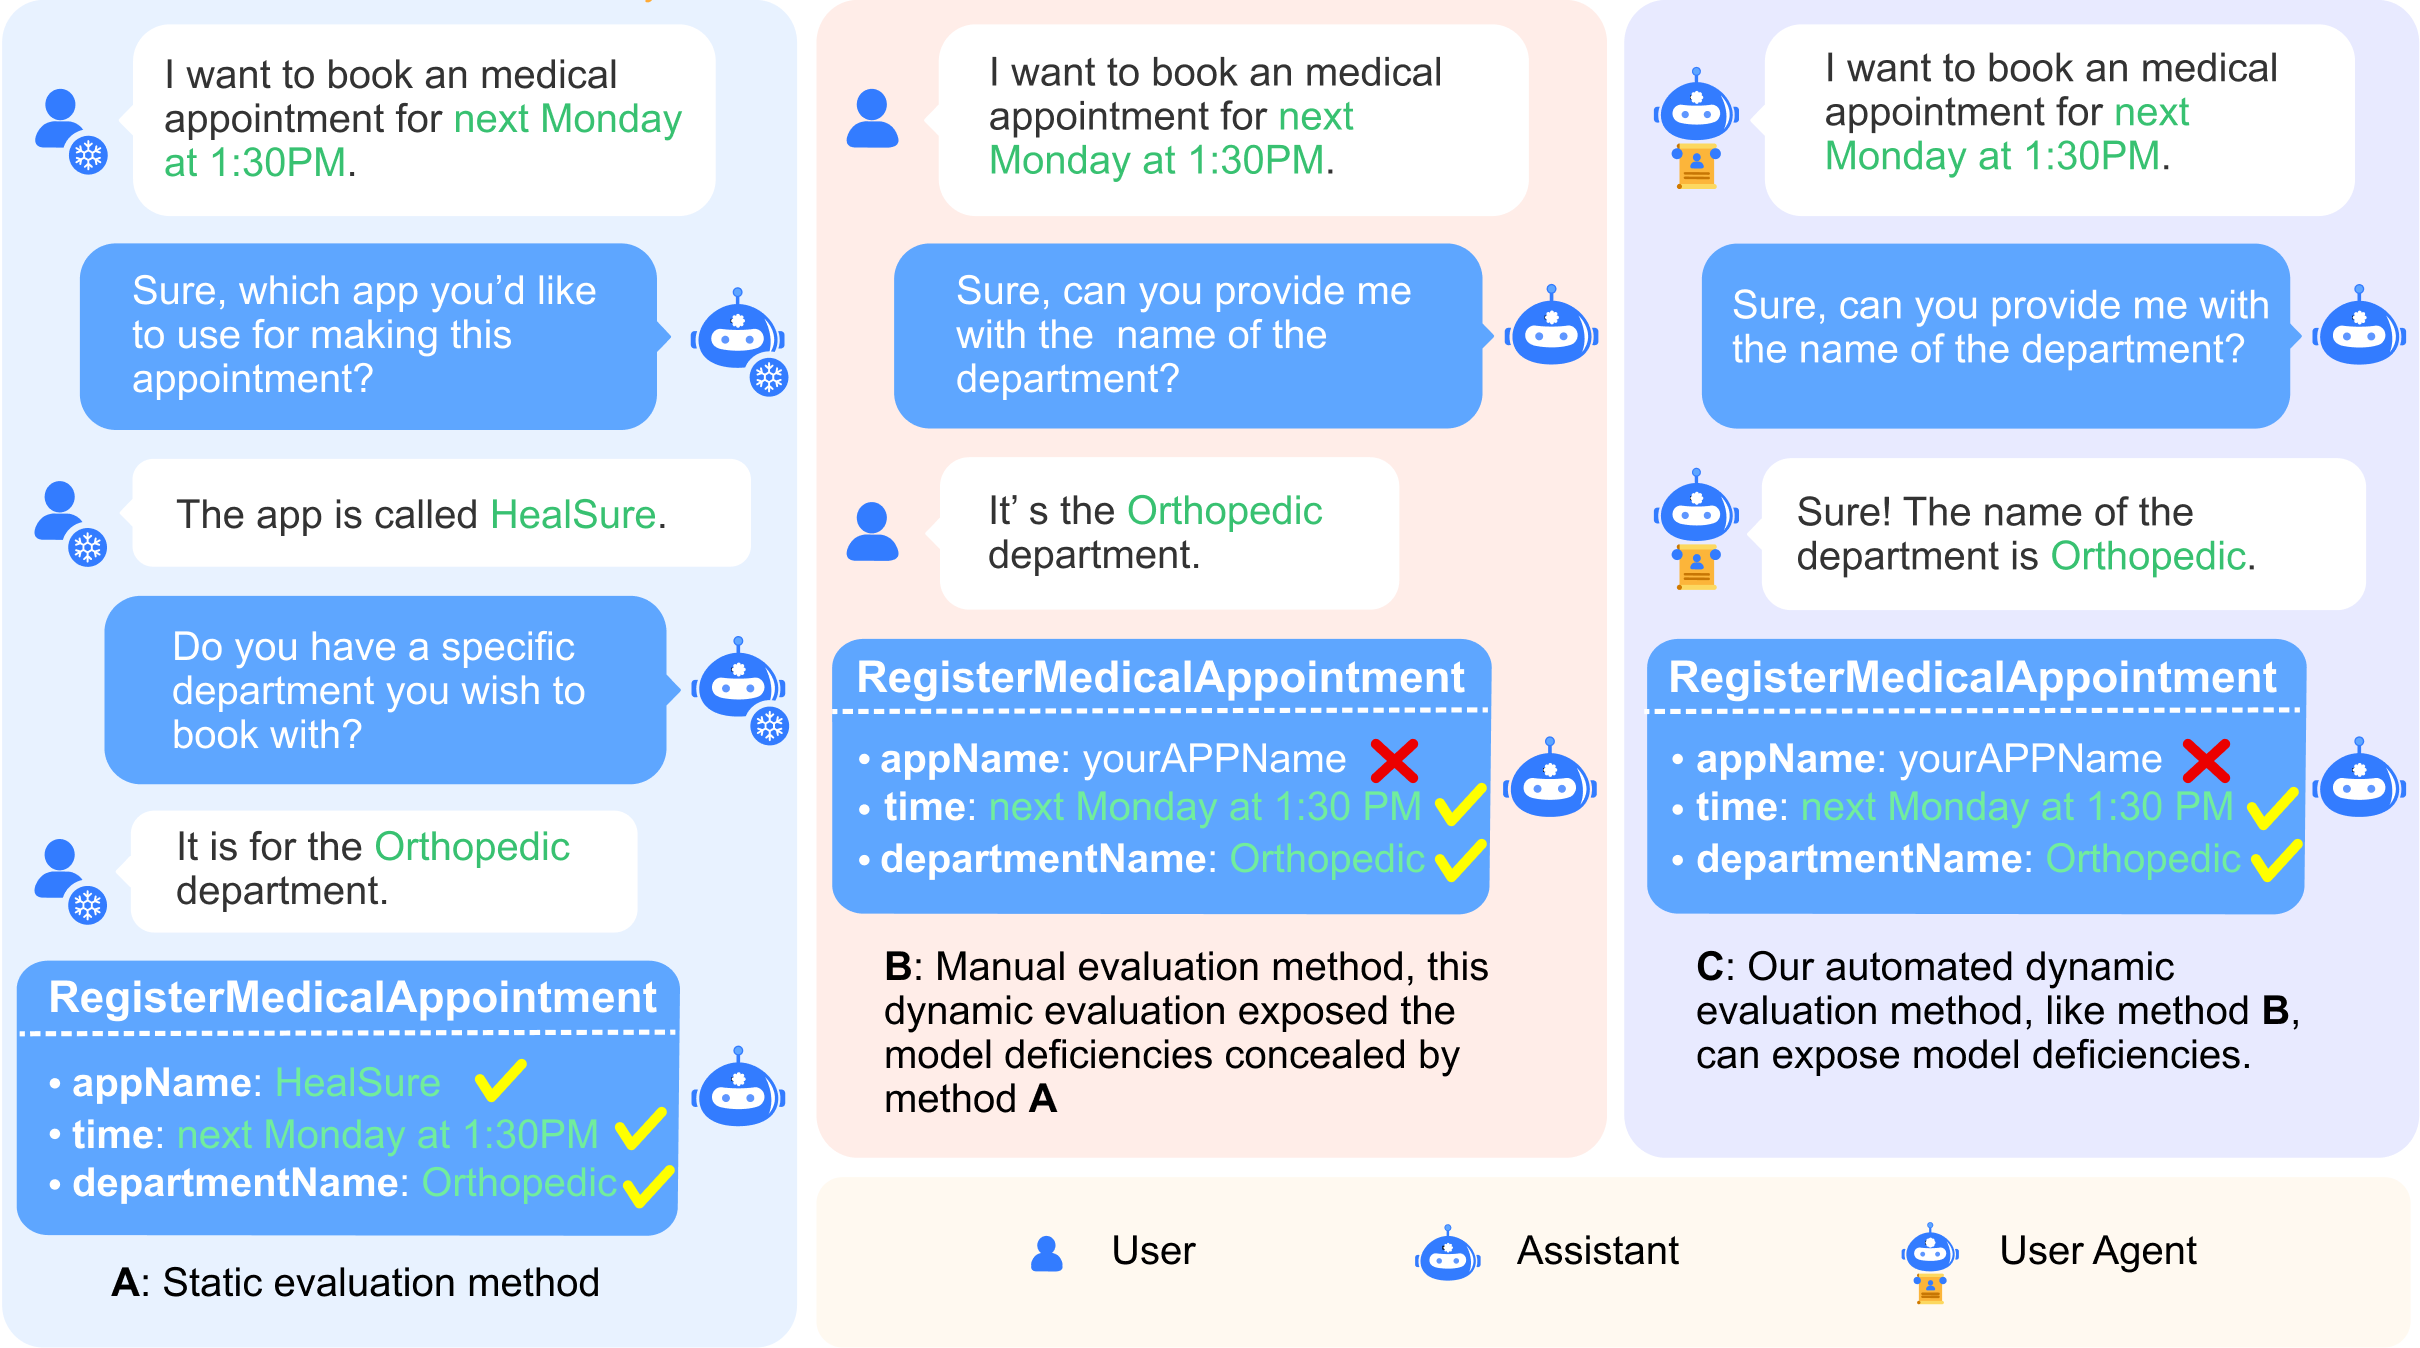 I want to book an medical
appointment for next Monday
at 1:30PM.
Sure, which app you’d like
to use for making this
appointment?
The app is called HealSure.
Do you have a specific
department you wish to
book with?
It is for the Orthopedic
department.
RegisterMedicalAppointment
• appName: HealSure
• time: next Monday at 1:30PM
• departmentName: Orthopedic
A: Static evaluation method
I want to book an medical
appointment for next
Monday at 1:30PM.
Sure, can you provide me
with the name of the
department?
It’ s the Orthopedic
department.
RegisterMedicalAppointment
• appName: yourAPPName
• time: next Monday at 1:30 PM
• departmentName: Orthopedic
B: Manual evaluation method, this
dynamic evaluation exposed the
model deficiencies concealed by
method A
I want to book an medical
appointment for next
Monday at 1:30PM.
Sure, can you provide me with
the name of the department?
Sure! The name of the
department is Orthopedic.
RegisterMedicalAppointment
• appName: yourAPPName
• time: next Monday at 1:30 PM
• departmentName: Orthopedic
C: Our automated dynamic
evaluation method, like method B,
can expose model deficiencies.
User
Assistant
User Agent